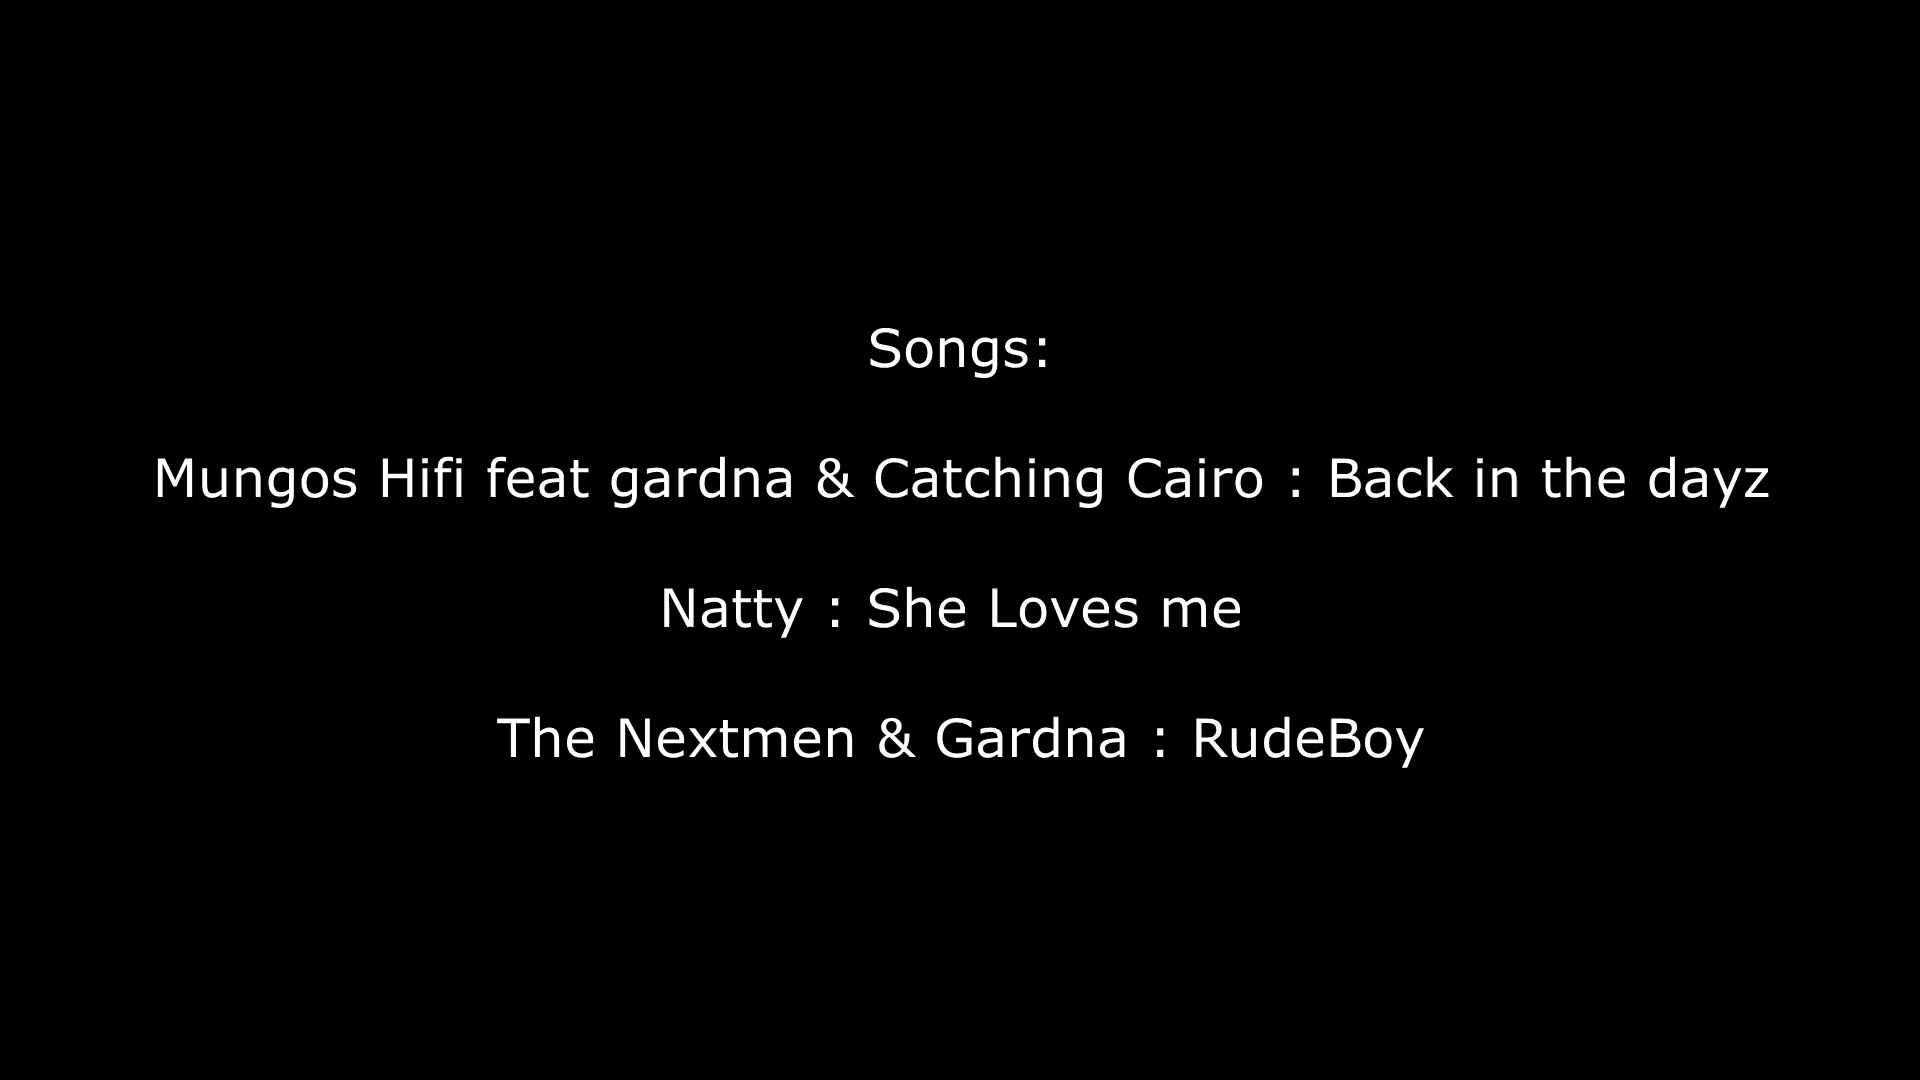 Songs:
Mungos Hifi feat gardna & Catching Cairo : Back in the dayz
Natty : She Loves me
The Nextmen & Gardna : RudeBoy